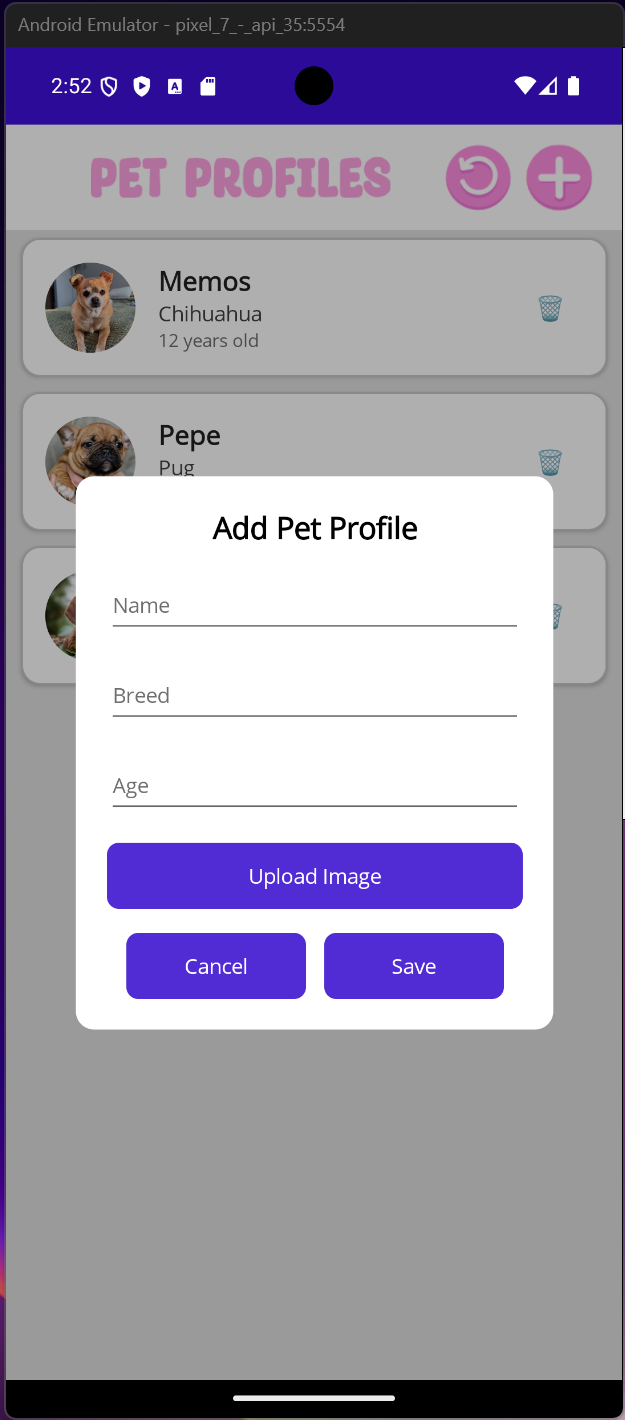 Android Emulator - pixel_7_-_api_35:5554
2:52
A
PET PROFILES
Memos
Chihuahua
12 years old
Pepe
Pug
Add Pet Profile
Name
Breed
Age
Upload Image
Cancel
Save